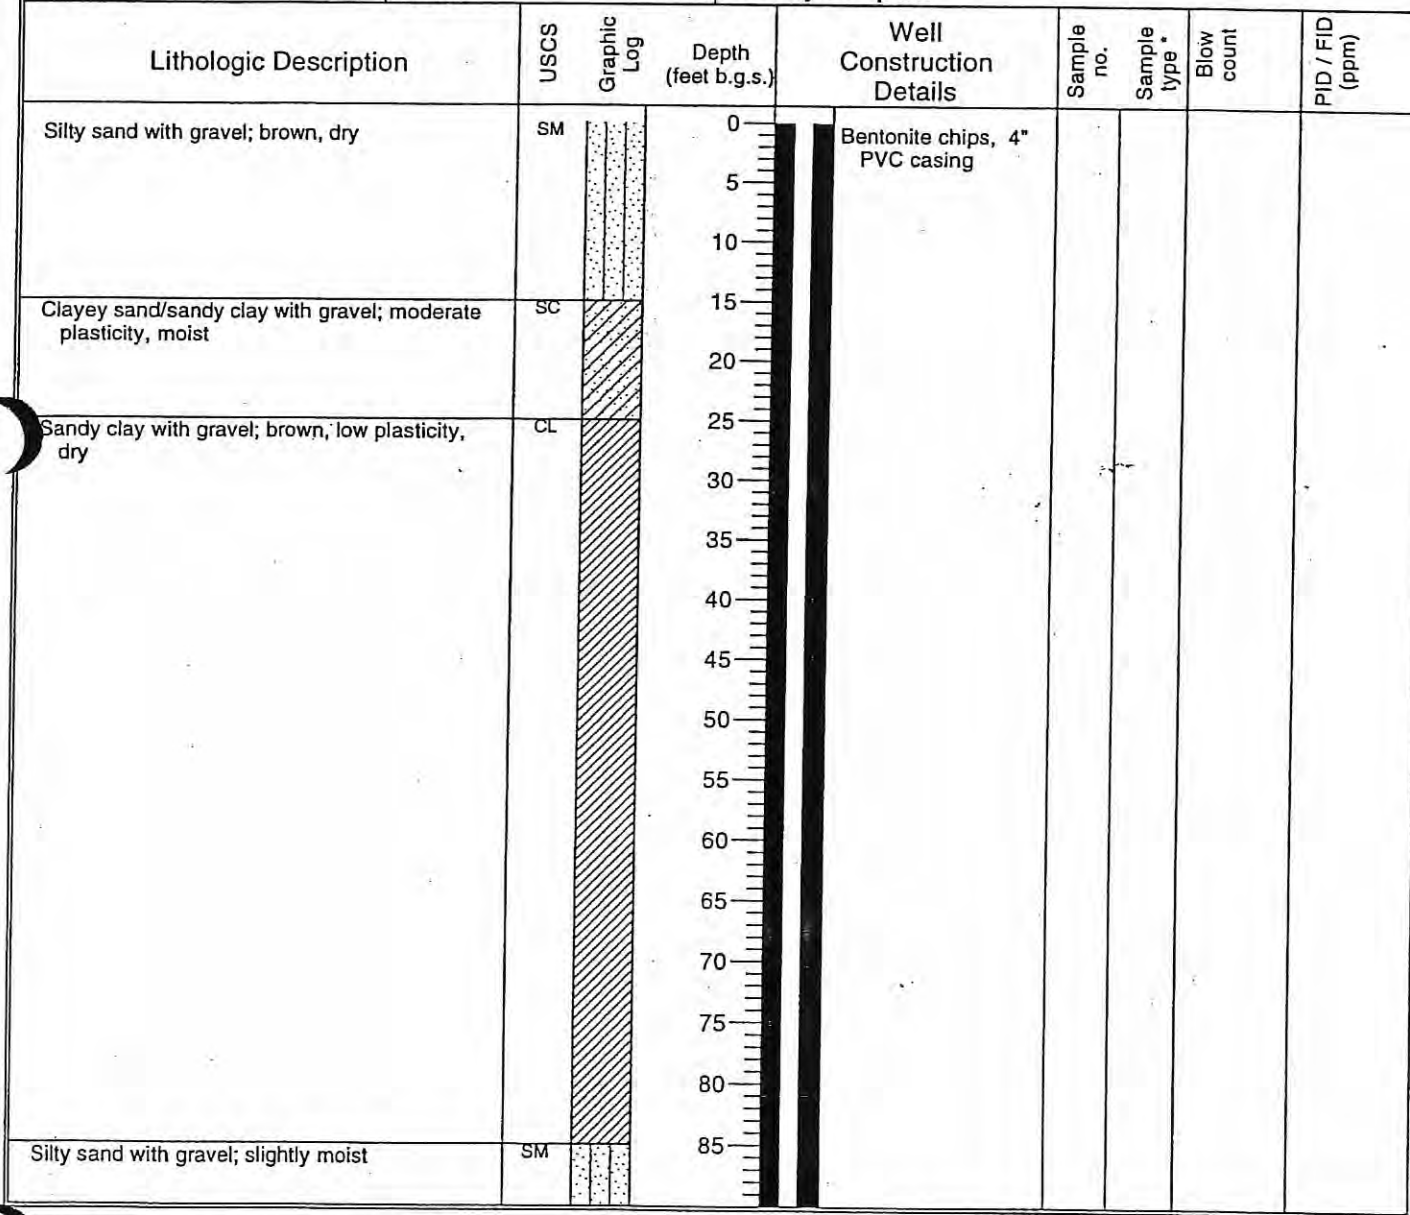 Lithologic Description
USCS
Graphic
Log
Depth
(feet b.g.s.)
Well
Construction
Details
Sample
no.
Sample
type *
Blow
count
PID / FID
(ppm)
Silty sand with gravel; brown, dry
SM
0
Bentonite chips, 4"
PVC casing
5
10
15
Clayey sand/sandy clay with gravel; moderate
plasticity, moist
SC
20
25
Sandy clay with gravel; brown, low plasticity,
dry
CL
30
35
40
45
50
55
60
65
70
75
80
85
Silty sand with gravel; slightly moist
SM